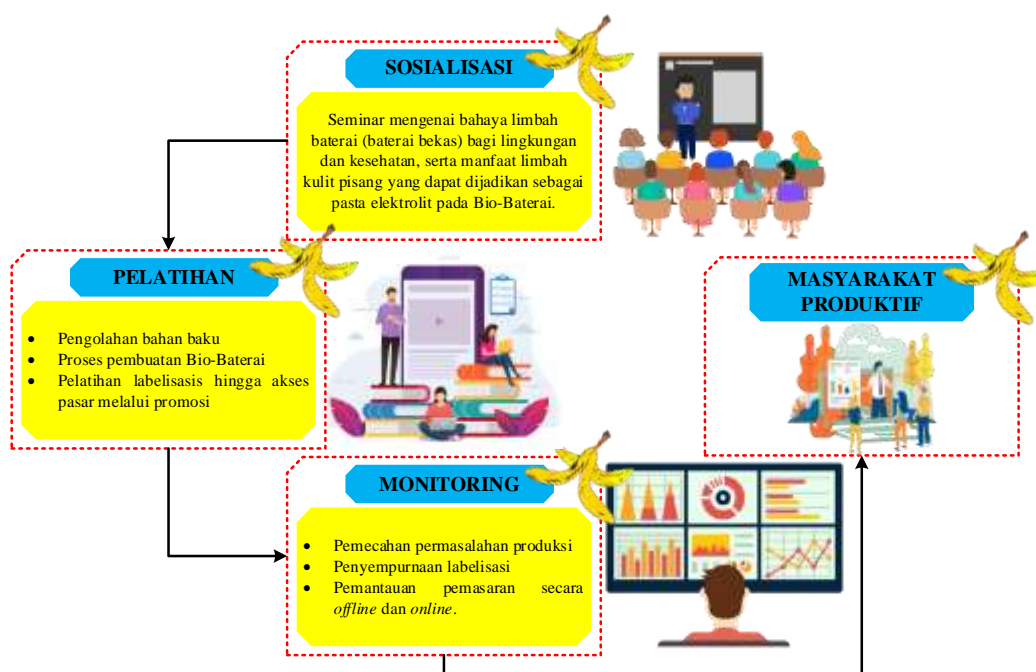 SOSIALISASI
Seminar mengenai bahaya limbah
baterai (baterai bekas) bagi lingkungan
dan kesehatan, serta manfaat limbah
kulit pisang yang dapat dijadikan sebagai
pasta elektrolit pada Bio-Baterai.
PELATIHAN
• Pengolahan bahan baku
• Proses pembuatan Bio-Baterai
• Pelatihan labelisasis hingga akses
pasar melalui promosi
MASYARAKAT
PRODUKTIF
MONITORING
• Pemecahan permasalahan produksi
• Penyempurnaan labelisasi
• Pemantauan pemasaran secara
offline dan online.